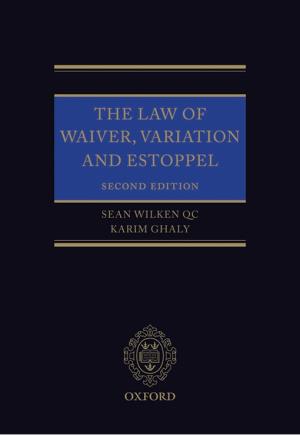 THE LAW OF
WAIVER, VARIATION
AND ESTOPPEL
SECOND EDITION
SEAN WILKEN QC
KARIM GHALY
OXFORD